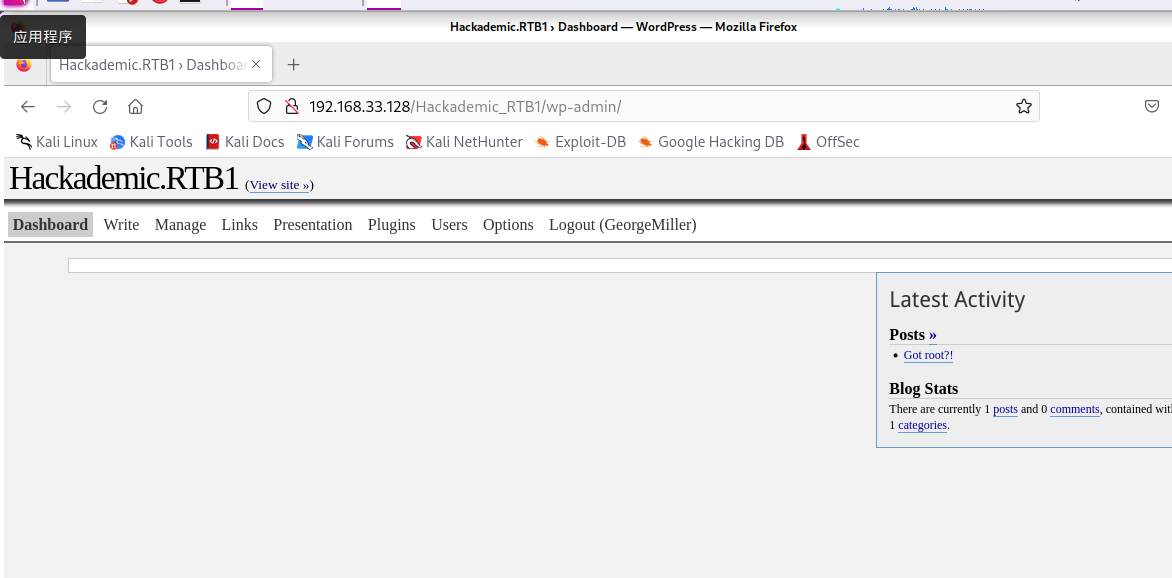 Hackademic.RTB1 › Dashboard — WordPress — Mozilla Firefox
应用程序
Hackademic.RTB1 › Dashboar
192.168.33.128/Hackademic_RTB1/wp-admin/
Kali Linux Kali Tools Kali Docs Kali Forums Kali NetHunter Exploit-DB Google Hacking DB OffSec
Hackademic.RTB1 (View site »)
Dashboard Write Manage Links Presentation Plugins Users Options Logout (GeorgeMiller)
Latest Activity
Posts »
Got root?!
Blog Stats
There are currently 1 posts and 0 comments, contained wit
1 categories.